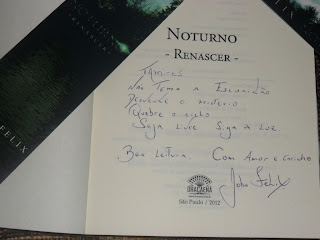 NOTURNO
- RENASCER -
TAMIRES
NÃO TEMA A ESCURIDÃO
DESVENDE O MISTÉRIO
QUEBRE O CICLO
SEJA LIVRE SIGA A LUZ.
BOA LEITURA. COM AMOR E CARINHO
John Felix
DRACAENA
São Paulo / 2012
FELIX